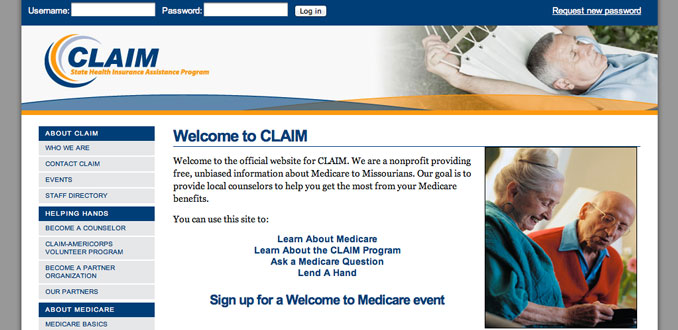 Username: Password: Log in Request new password
CLAIM
State Health Insurance Assistance Program
ABOUT CLAIM
WHO WE ARE
CONTACT CLAIM
EVENTS
STAFF DIRECTORY
HELPING HANDS
BECOME A COUNSELOR
CLAIM-AMERICORPS
VOLUNTEER PROGRAM
BECOME A PARTNER
ORGANIZATION
OUR PARTNERS
ABOUT MEDICARE
MEDICARE BASICS
Welcome to CLAIM
Welcome to the official website for CLAIM. We are a nonprofit providing
free, unbiased information about Medicare to Missourians. Our goal is to
provide local counselors to help you get the most from your Medicare
benefits.
You can use this site to:
Learn About Medicare
Learn About the CLAIM Program
Ask a Medicare Question
Lend A Hand
Sign up for a Welcome to Medicare event